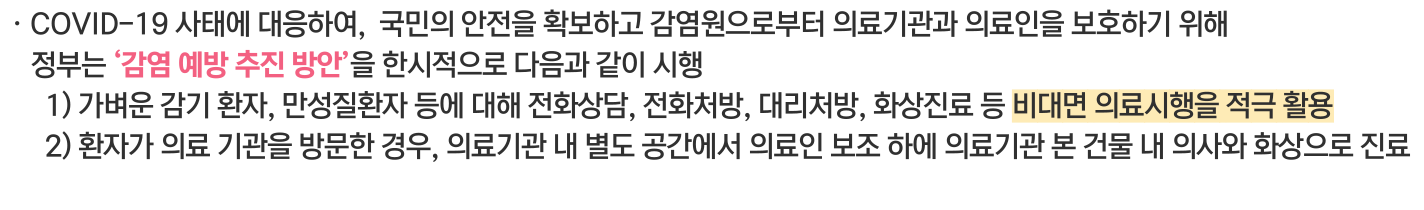 · COVID-19 사태에 대응하여, 국민의 안전을 확보하고 감염원으로부터 의료기관과 의료인을 보호하기 위해
정부는 ‘감염 예방 추진 방안’을 한시적으로 다음과 같이 시행
1) 가벼운 감기 환자, 만성질환자 등에 대해 전화상담, 전화처방, 대리처방, 화상진료 등 비대면 의료시행을 적극 활용
2) 환자가 의료 기관을 방문한 경우, 의료기관 내 별도 공간에서 의료인 보조 하에 의료기관 본 건물 내 의사와 화상으로 진료